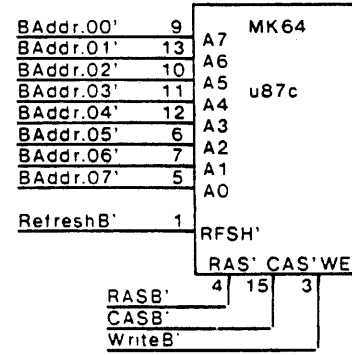 BAddr.00' 9 A7 MK64
BAddr.01' 13 A6
BAddr.02' 10 A5 u87c
BAddr.03' 11 A4
BAddr.04' 12 A3
BAddr.05' 6 A2
BAddr.06' 7 A1
BAddr.07' 5 A0
RefreshB' 1 RFSH'
RAS' CAS' WE
4 15 3
RASB'
CASB'
WriteB'